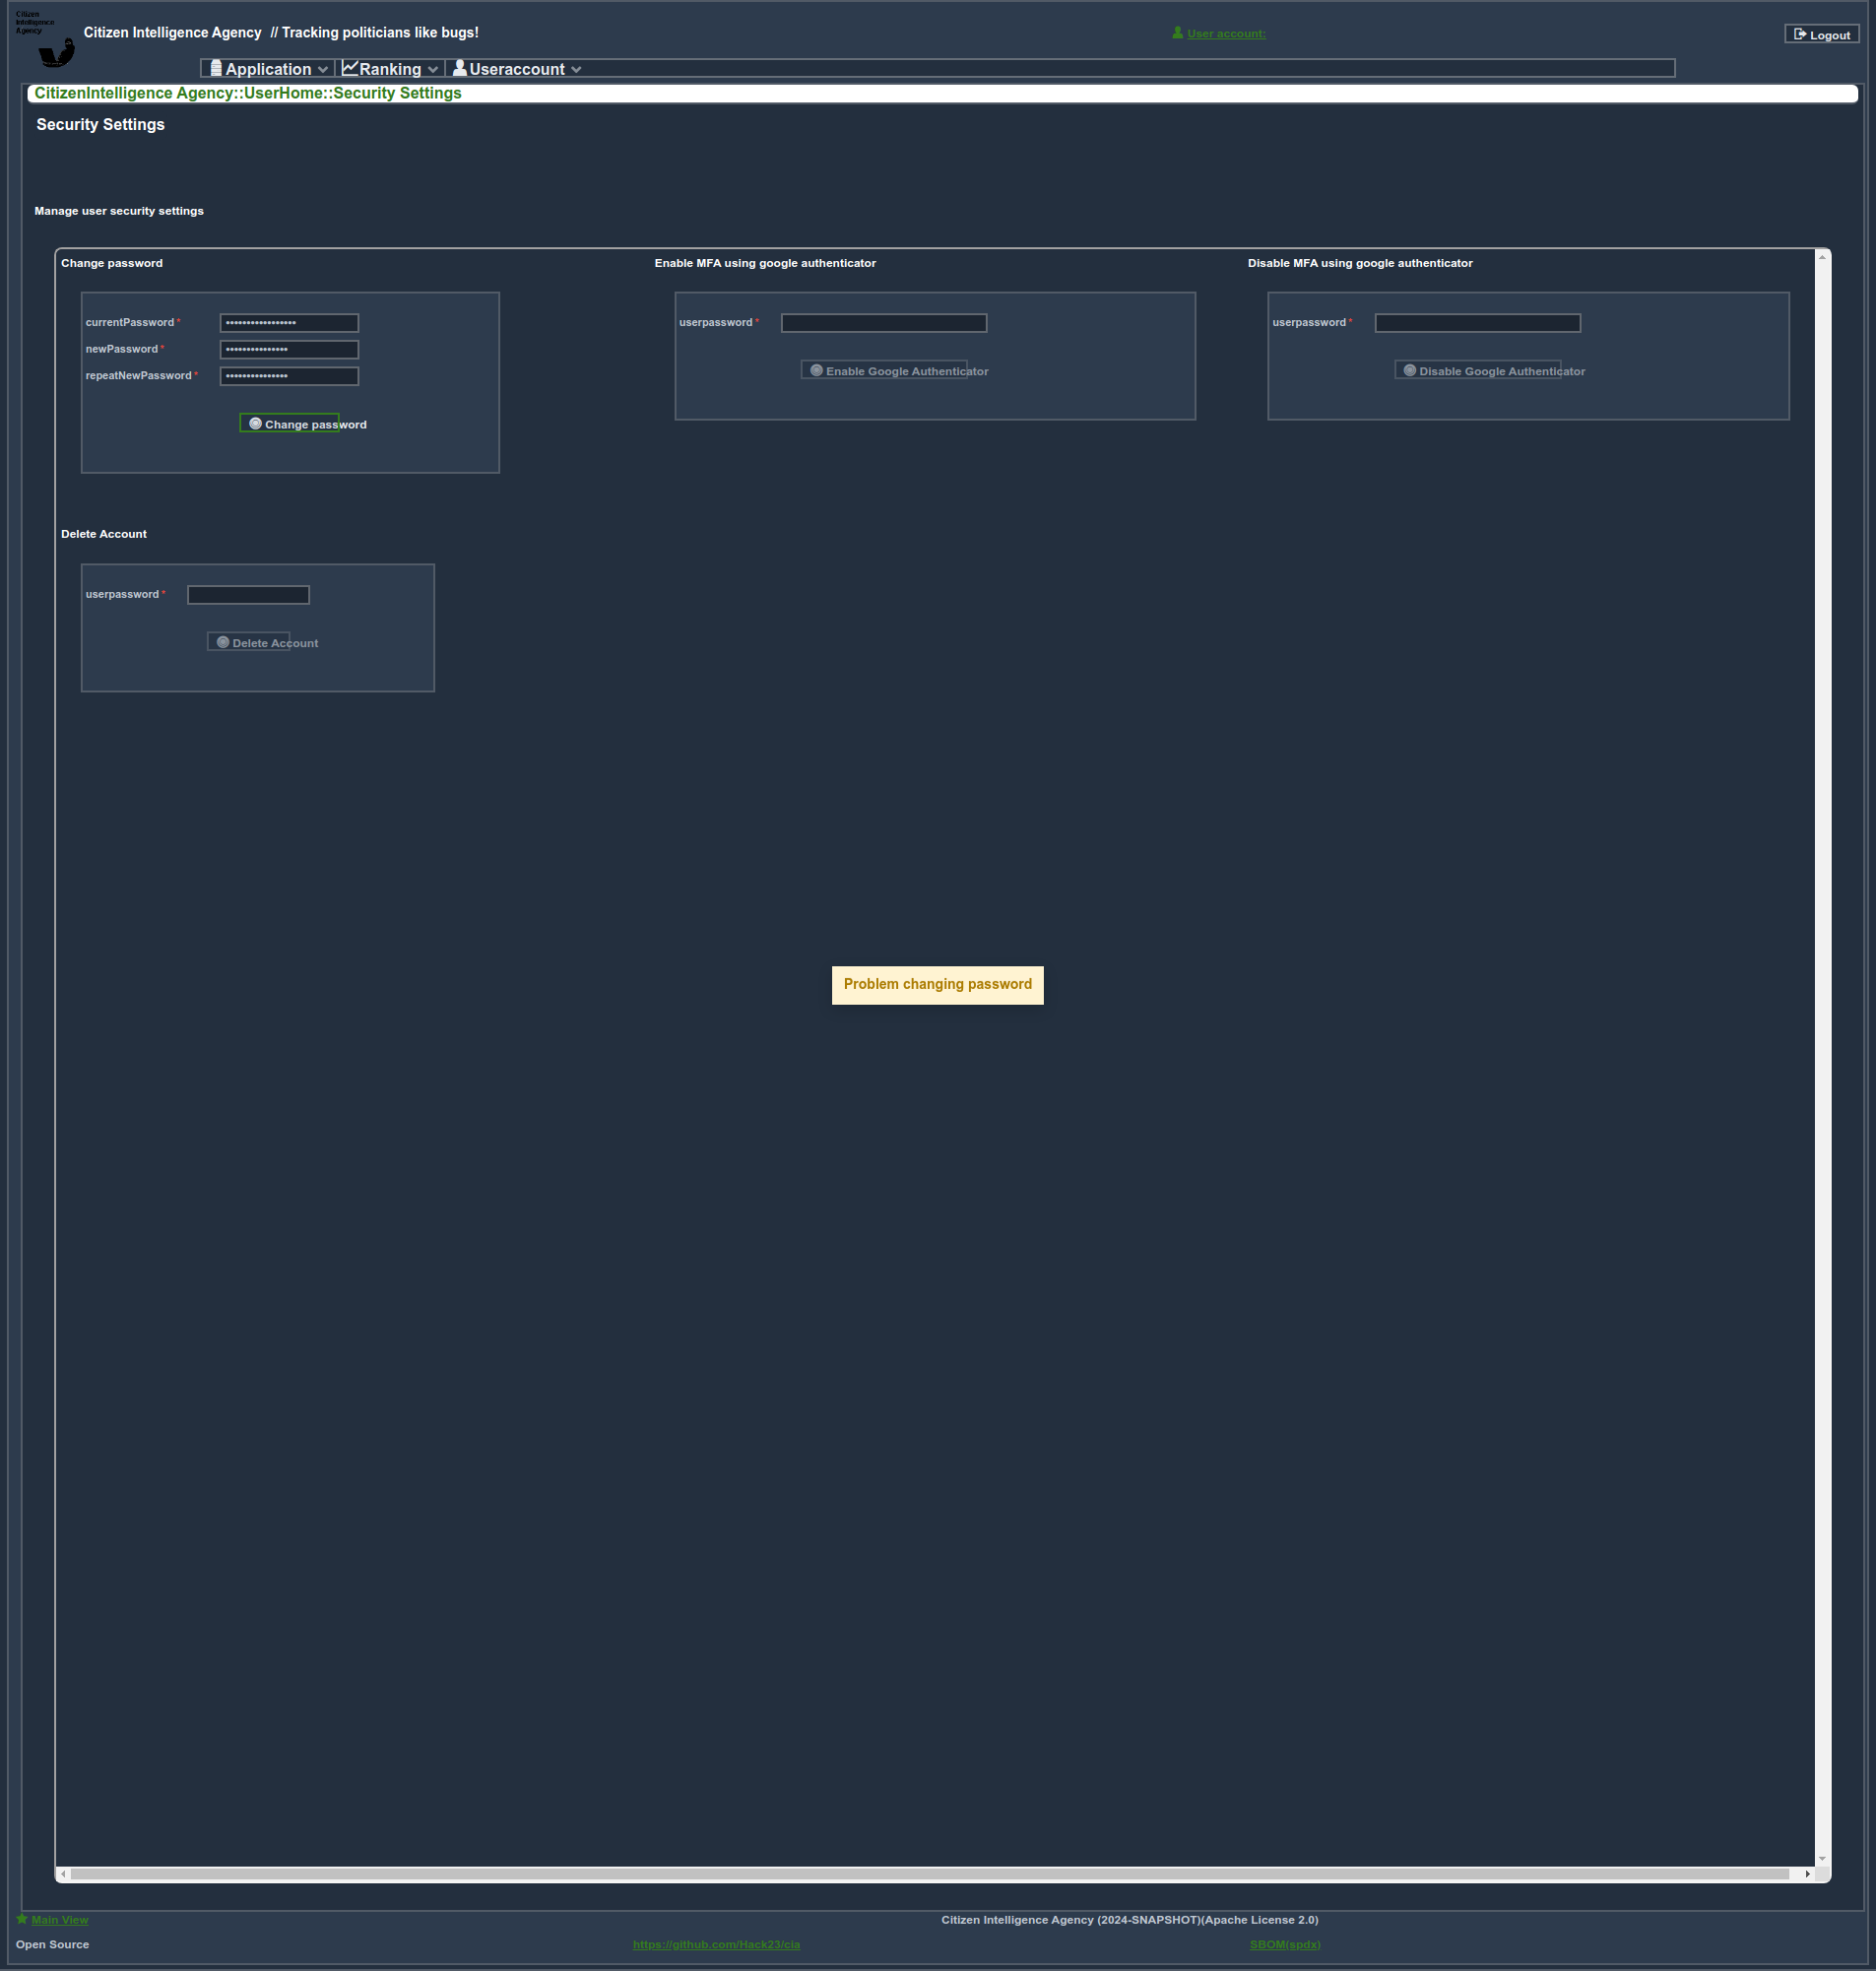 Citizen
Intelligence
Agency
Citizen Intelligence Agency // Tracking politicians like bugs!
User account:
Logout
Application Ranking Useraccount
CitizenIntelligence Agency::UserHome::Security Settings
Security Settings
Manage user security settings
Change password
Enable MFA using google authenticator
Disable MFA using google authenticator
currentPassword* •••••••••••••••••
newPassword* •••••••••••••••
repeatNewPassword* •••••••••••••••
Change password
userpassword*
Enable Google Authenticator
userpassword*
Disable Google Authenticator
Delete Account
userpassword*
Delete Account
Problem changing password
Main View
Citizen Intelligence Agency (2024-SNAPSHOT)(Apache License 2.0)
Open Source
https://github.com/Hack23/cia
SBOM(spdx)